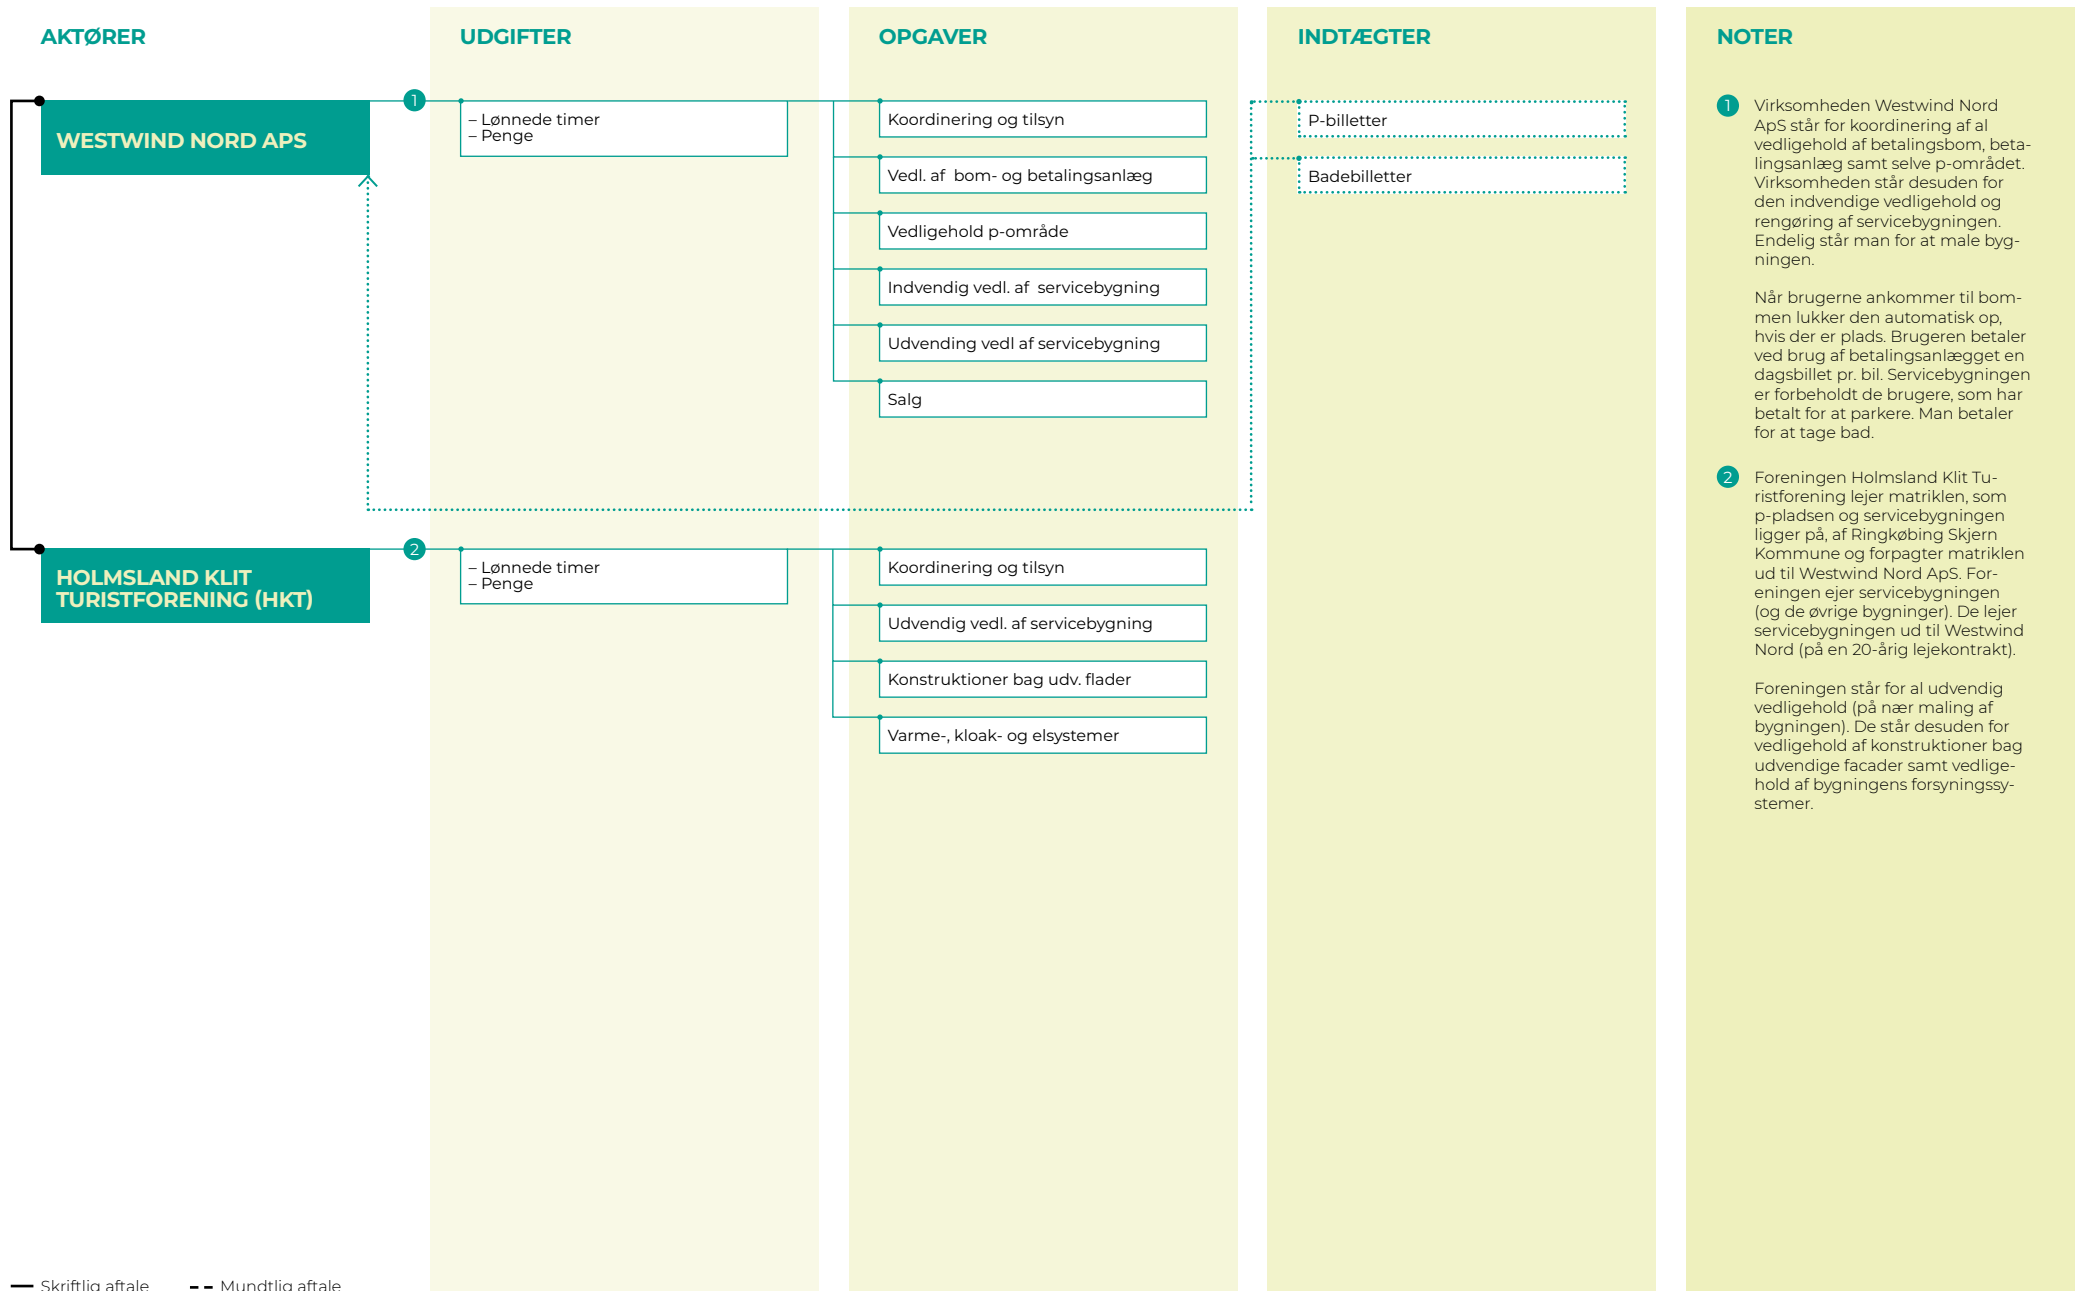 AKTØRER
WESTWIND NORD APS
HOLMSLAND KLIT
TURISTFORENING (HKT)
UDGIFTER
1
– Lønnede timer
– Penge
2
– Lønnede timer
– Penge
OPGAVER
Koordinering og tilsyn
Vedl. af  bom- og betalingsanlæg
Vedligehold p-område
Indvendig vedl. af  servicebygning
Udvending vedl af servicebygning
Salg
Koordinering og tilsyn
Udvendig vedl. af servicebygning
Konstruktioner bag udv. flader
Varme-, kloak- og elsystemer
INDTÆGTER
P-billetter
Badebilletter
NOTER
1 Virksomheden Westwind Nord
ApS står for koordinering af al
vedligehold af betalingsbom, beta-
lingsanlæg samt selve p-området.
Virksomheden står desuden for
den indvendige vedligehold og
rengøring af servicebygningen.
Endelig står man for at male byg-
ningen.
Når brugerne ankommer til bom-
men lukker den automatisk op,
hvis der er plads. Brugeren betaler
ved brug af betalingsanlægget en
dagsbillet pr. bil. Servicebygningen
er forbeholdt de brugere, som har
betalt for at parkere. Man betaler
for at tage bad.
2 Foreningen Holmsland Klit Tu-
ristforening lejer matriklen, som
p-pladsen og servicebygningen
ligger på, af Ringkøbing Skjern
Kommune og forpagter matriklen
ud til Westwind Nord ApS. For-
eningen ejer servicebygningen
(og de øvrige bygninger). De lejer
servicebygningen ud til Westwind
Nord (på en 20-årig lejekontrakt).
Foreningen står for al udvendig
vedligehold (på nær maling af
bygningen). De står desuden for
vedligehold af konstruktioner bag
udvendige facader samt vedlige-
hold af bygningens forsyningssy-
stemer.
Skriftlig aftale
Mundtlig aftale